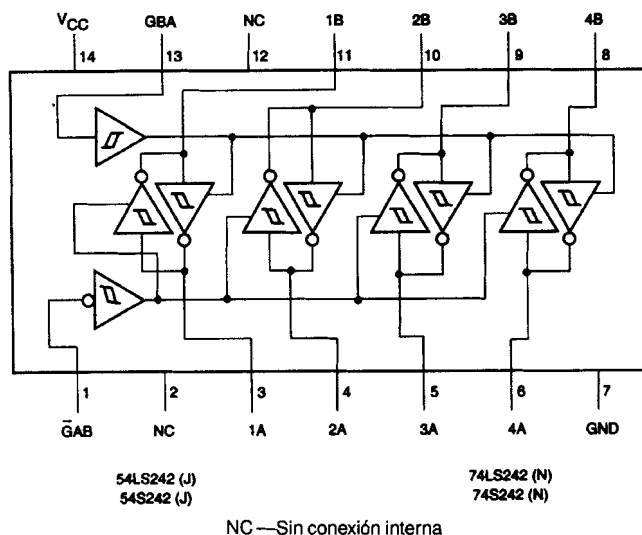 VCC GBA NC 1B 2B 3B 4B
14 13 12 11 10 9 8
1 2 3 4 5 6 7
G̅AB NC 1A 2A 3A 4A GND
54LS242 (J) 74LS242 (N)
54S242 (J) 74S242 (N)
NC—Sin conexión interna